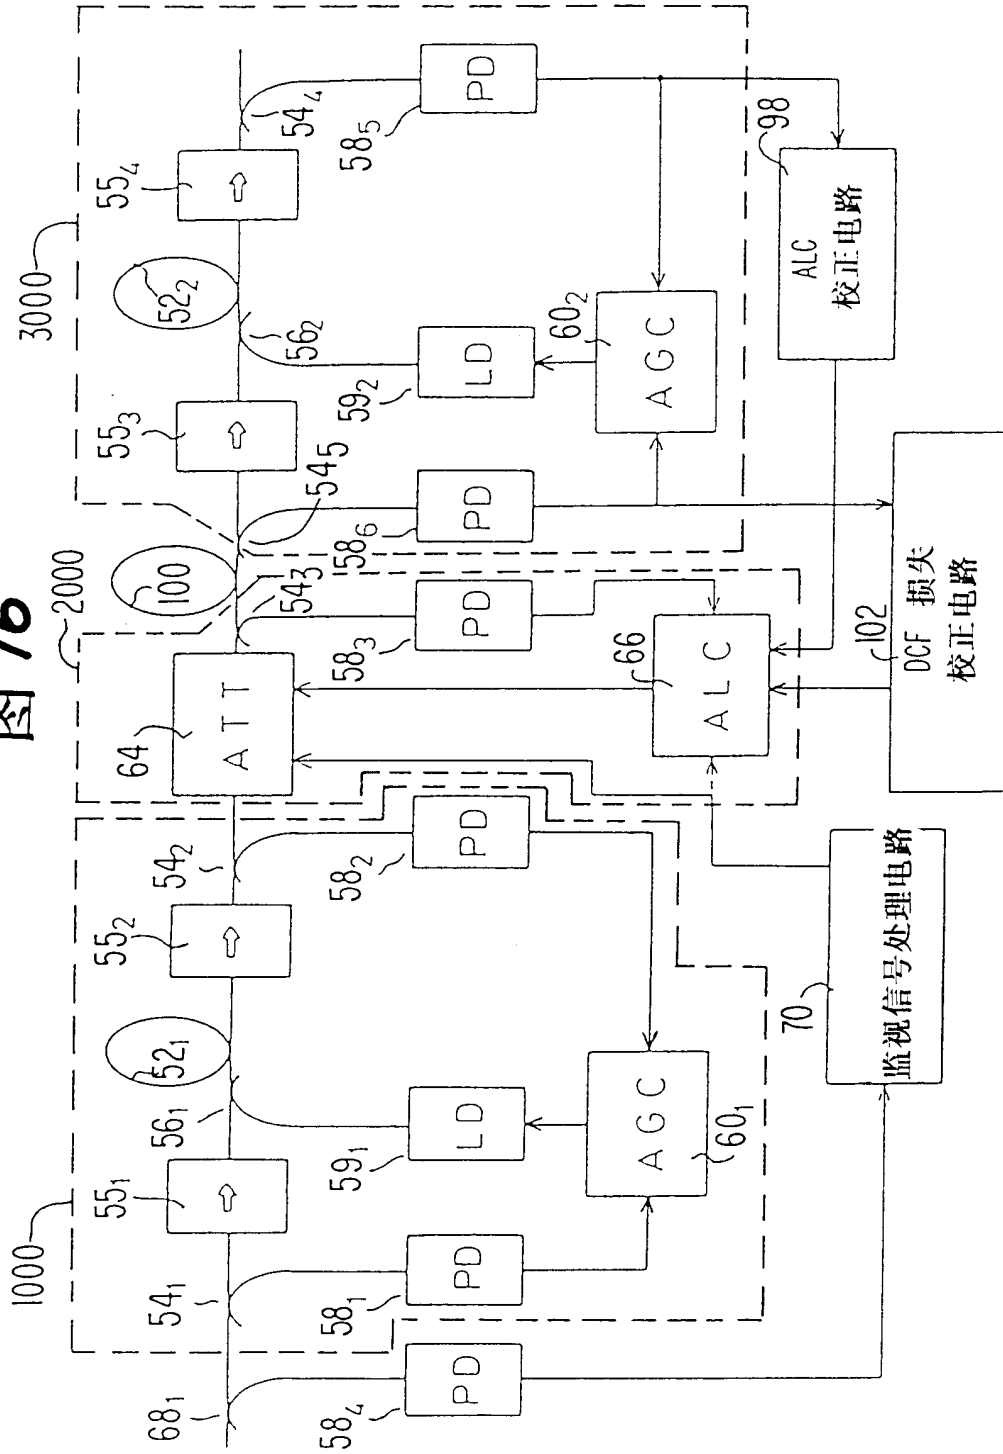 图 16
1000
2000
3000
68₁
54₁
55₁
56₁
52₁
55₂
54₂
64
ATT
54₃
100
54₅
55₃
56₂
52₂
55₄
54₄
58₄
PD
58₁
PD
59₁
LD
58₂
PD
58₃
PD
58₆
PD
59₂
LD
58₅
PD
AGC
60₁
66
ALC
AGC
60₂
70
监视信号处理电路
102
DCF 损失
校正电路
98
ALC
校正电路